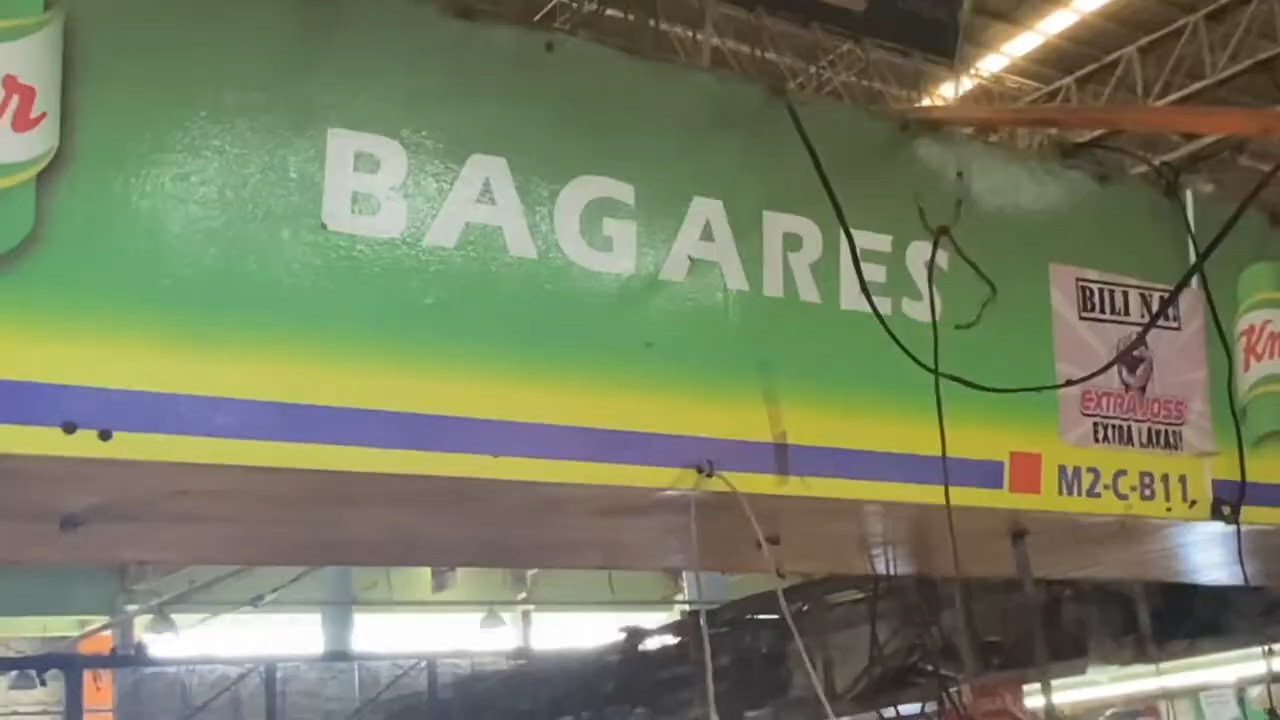 BAGARES
BILI NA!
EXTRA JOSS
EXTRA LAKAS!
M2-C-B11,